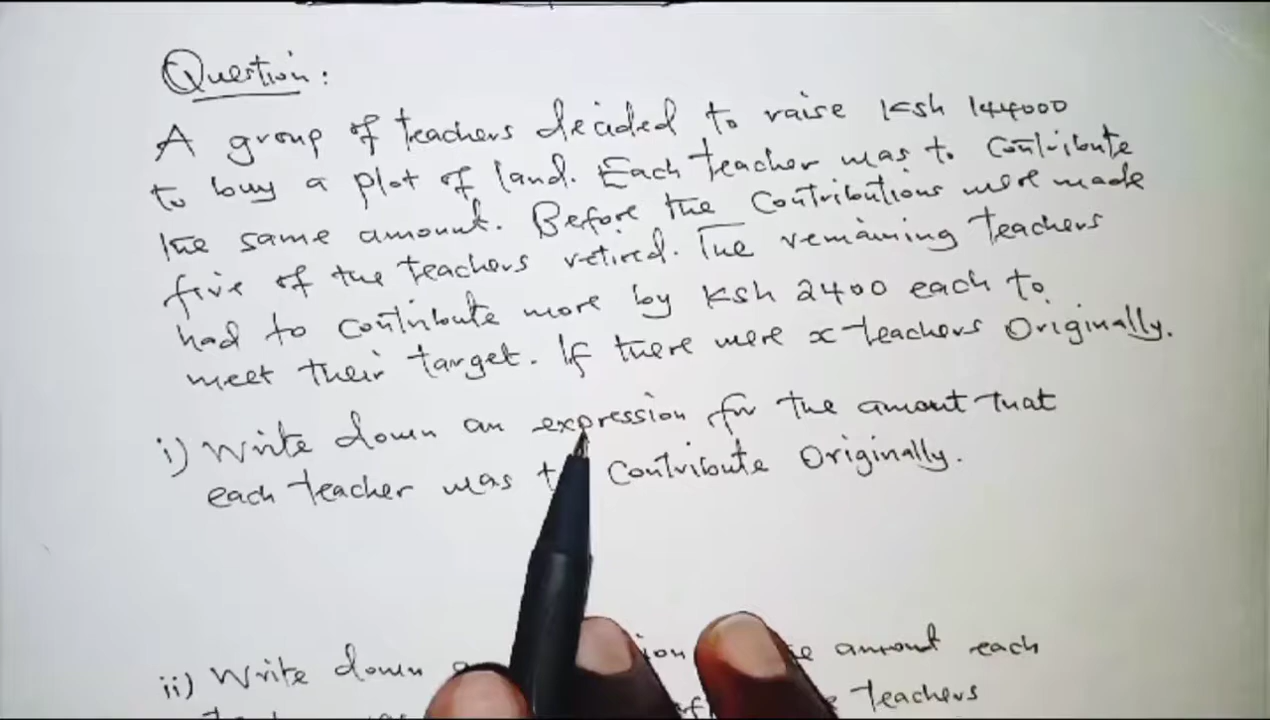 Question:
A group of teachers decided to raise Ksh 144000
to buy a plot of land. Each teacher was to contribute
the same amount. Before the contributions were made
five of the teachers retired. The remaining teachers
had to contribute more by Ksh 2400 each to
meet their target. If there were x teachers Originally.
i) Write down an expression for the amount that
each teacher was to contribute Originally.
ii) Write down amount each
teachers